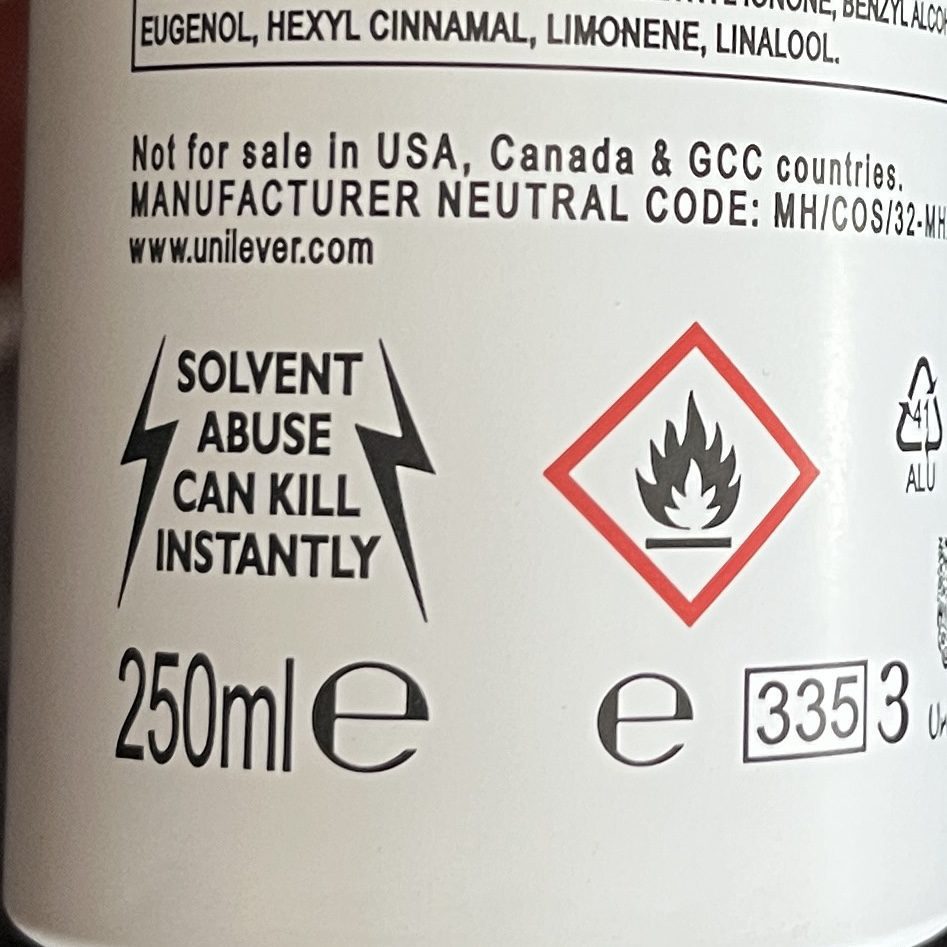 BENZYL
EUGENOL, HEXYL CINNAMAL, LIMONENE, LINALOOL.
Not for sale in USA, Canada & GCC countries.
MANUFACTURER NEUTRAL CODE: MH/COS/32-MH
www.unilever.com
SOLVENT
ABUSE
CAN KILL
INSTANTLY
41
ALU
250ml e
e 335 3